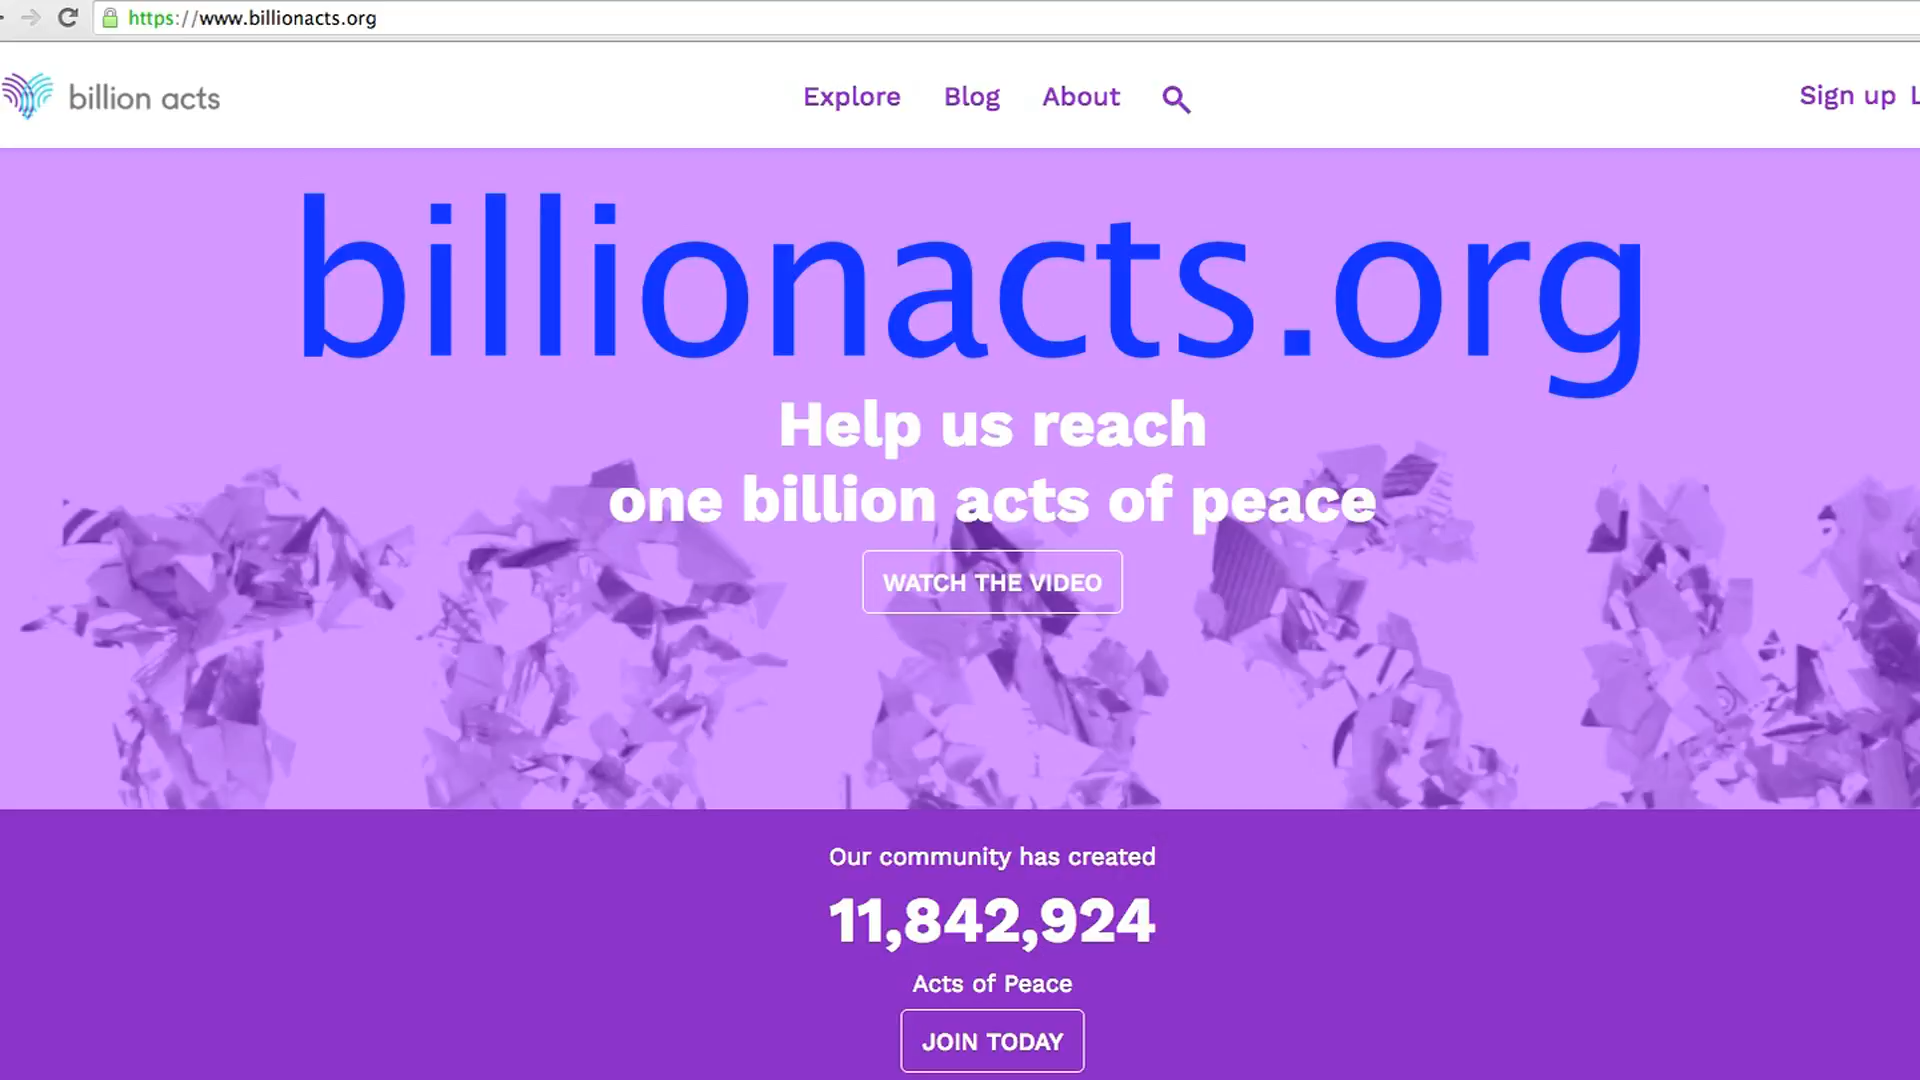 https://www.billionacts.org
billion acts
Explore Blog About
Sign up
billionacts.org
Help us reach
one billion acts of peace
WATCH THE VIDEO
Our community has created
11,842,924
Acts of Peace
JOIN TODAY